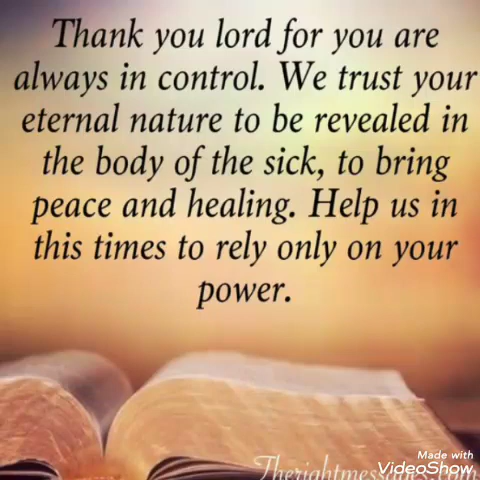 Thank you lord for you are
always in control. We trust your
eternal nature to be revealed in
the body of the sick, to bring
peace and healing. Help us in
this times to rely only on your
power.
Made with
VideoShow